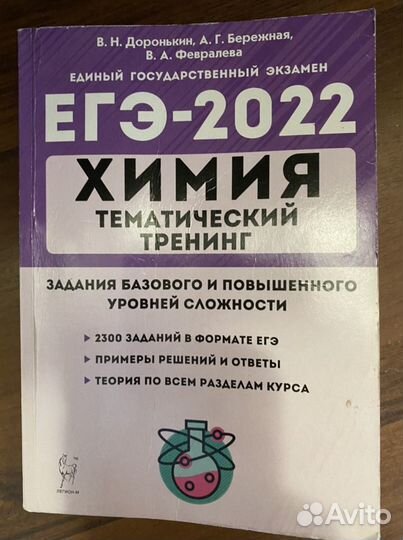 В. Н. Доронькин, А. Г. Бережная,
В. А. Февралева
ЕДИНЫЙ ГОСУДАРСТВЕННЫЙ ЭКЗАМЕН
ЕГЭ-2022
ХИМИЯ
ТЕМАТИЧЕСКИЙ
ТРЕНИНГ
ЗАДАНИЯ БАЗОВОГО И ПОВЫШЕННОГО
УРОВНЕЙ СЛОЖНОСТИ
2300 ЗАДАНИЙ В ФОРМАТЕ ЕГЭ
ПРИМЕРЫ РЕШЕНИЙ И ОТВЕТЫ
ТЕОРИЯ ПО ВСЕМ РАЗДЕЛАМ КУРСА
ЛЕГИОН-М
Avito